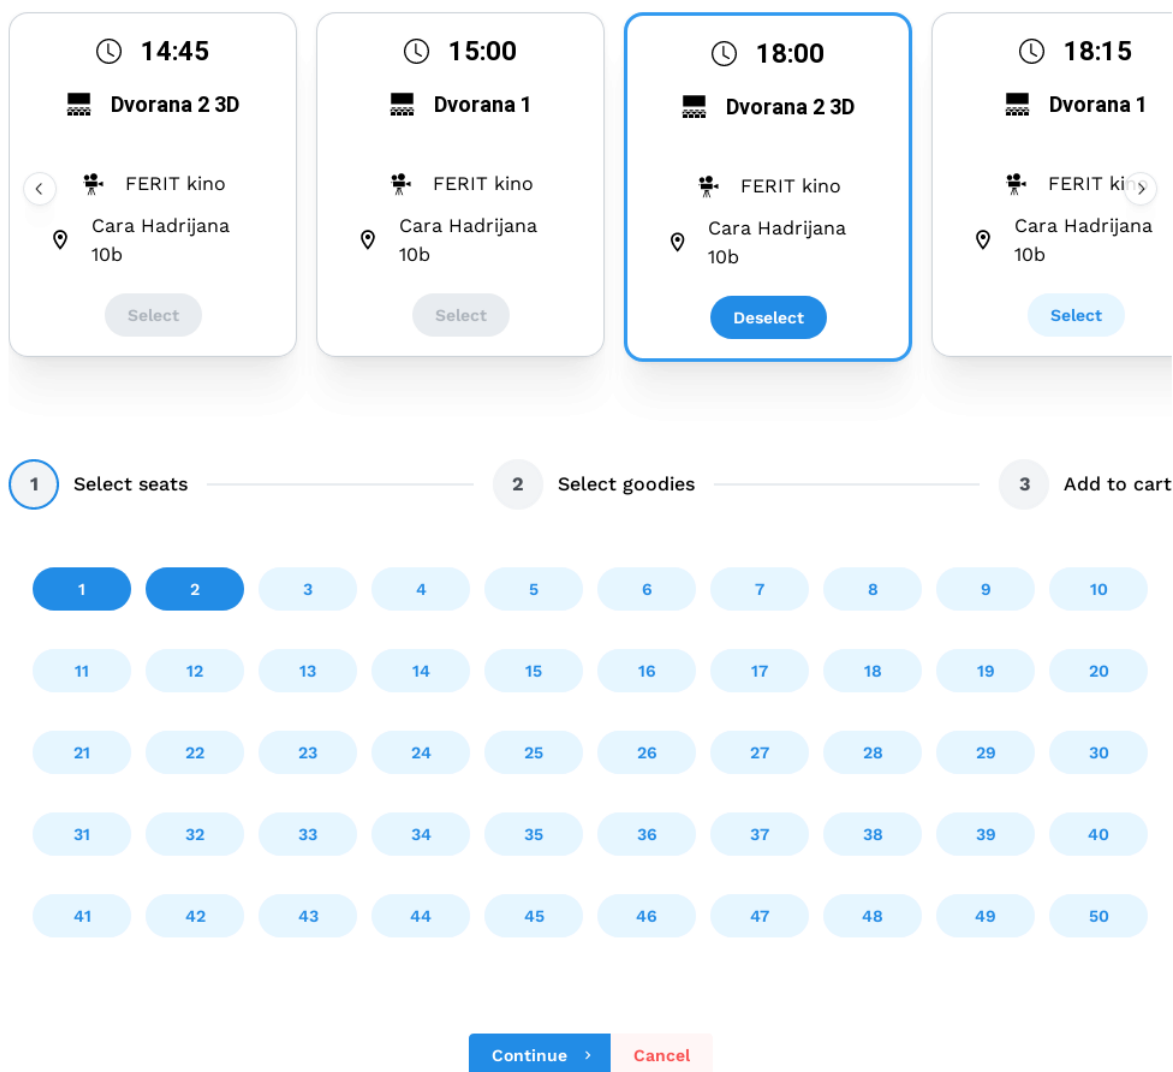 14:45
Dvorana 2 3D
FERIT kino
Cara Hadrijana
10b
Select
15:00
Dvorana 1
FERIT kino
Cara Hadrijana
10b
Select
18:00
Dvorana 2 3D
FERIT kino
Cara Hadrijana
10b
Deselect
18:15
Dvorana 1
FERIT kino
Cara Hadrijana
10b
Select
1 Select seats 2 Select goodies 3 Add to cart
1 2 3 4 5 6 7 8 9 10
11 12 13 14 15 16 17 18 19 20
21 22 23 24 25 26 27 28 29 30
31 32 33 34 35 36 37 38 39 40
41 42 43 44 45 46 47 48 49 50
Continue Cancel